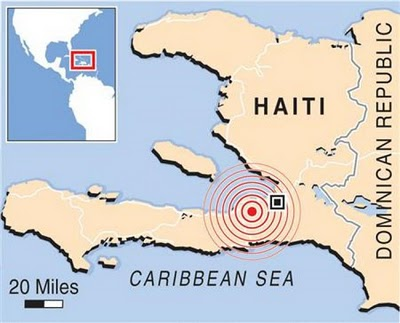 HAITI
DOMINICAN REPUBLIC
CARIBBEAN SEA
20 Miles